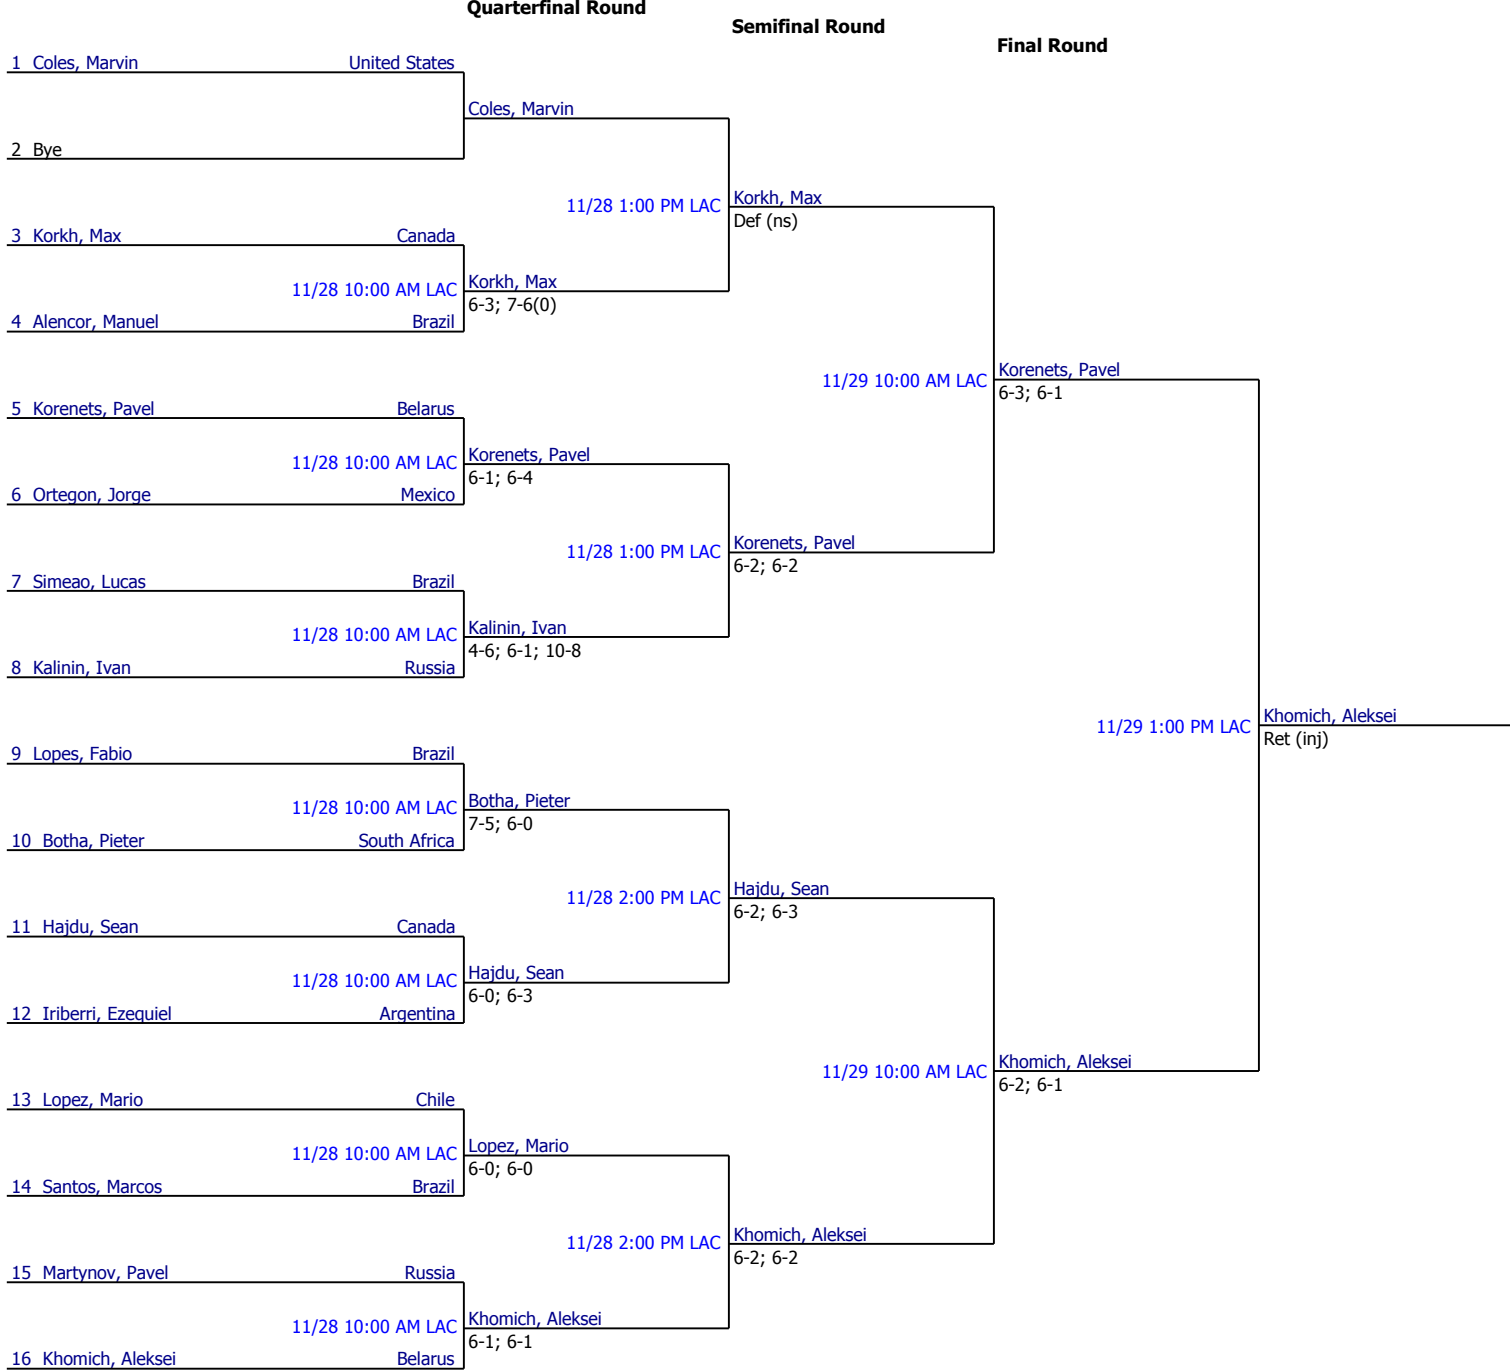 Quarterfinal Round
Semifinal Round
Final Round
1 Coles, Marvin United States
Coles, Marvin
2 Bye
11/28 1:00 PM LAC Korkh, Max
Def (ns)
3 Korkh, Max Canada
11/28 10:00 AM LAC Korkh, Max
6-3; 7-6(0)
4 Alencor, Manuel Brazil
11/29 10:00 AM LAC Korenets, Pavel
6-3; 6-1
5 Korenets, Pavel Belarus
11/28 10:00 AM LAC Korenets, Pavel
6-1; 6-4
6 Ortegon, Jorge Mexico
11/28 1:00 PM LAC Korenets, Pavel
6-2; 6-2
7 Simeao, Lucas Brazil
11/28 10:00 AM LAC Kalinin, Ivan
4-6; 6-1; 10-8
8 Kalinin, Ivan Russia
11/29 1:00 PM LAC Khomich, Aleksei
Ret (inj)
9 Lopes, Fabio Brazil
11/28 10:00 AM LAC Botha, Pieter
7-5; 6-0
10 Botha, Pieter South Africa
11/28 2:00 PM LAC Hajdu, Sean
6-2; 6-3
11 Hajdu, Sean Canada
11/28 10:00 AM LAC Hajdu, Sean
6-0; 6-3
12 Iriberri, Ezequiel Argentina
11/29 10:00 AM LAC Khomich, Aleksei
6-2; 6-1
13 Lopez, Mario Chile
11/28 10:00 AM LAC Lopez, Mario
6-0; 6-0
14 Santos, Marcos Brazil
11/28 2:00 PM LAC Khomich, Aleksei
6-2; 6-2
15 Martynov, Pavel Russia
11/28 10:00 AM LAC Khomich, Aleksei
6-1; 6-1
16 Khomich, Aleksei Belarus